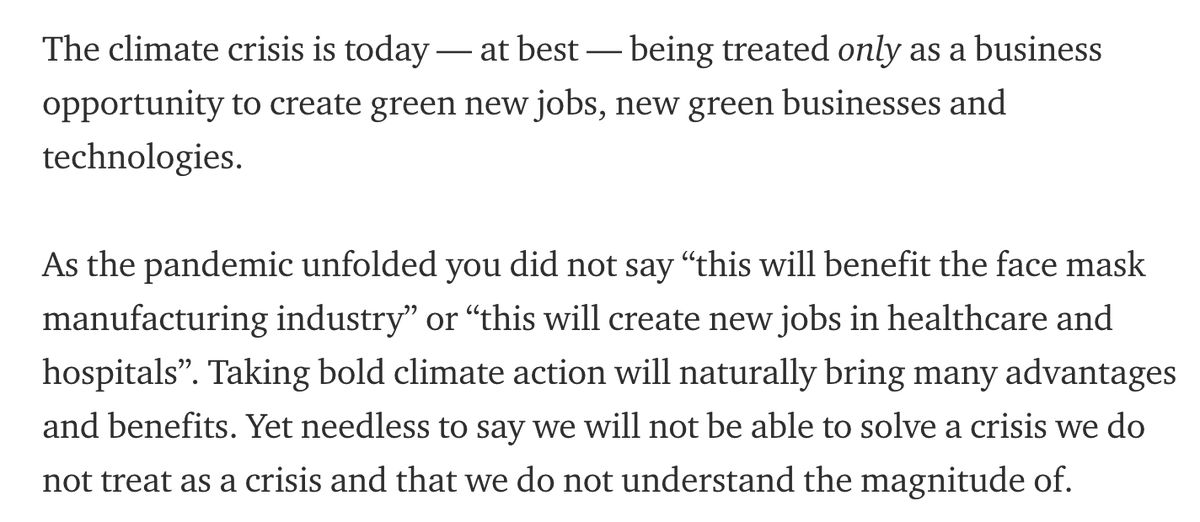 The climate crisis is today — at best — being treated only as a business
opportunity to create green new jobs, new green businesses and
technologies.
As the pandemic unfolded you did not say “this will benefit the face mask
manufacturing industry” or “this will create new jobs in healthcare and
hospitals”. Taking bold climate action will naturally bring many advantages
and benefits. Yet needless to say we will not be able to solve a crisis we do
not treat as a crisis and that we do not understand the magnitude of.